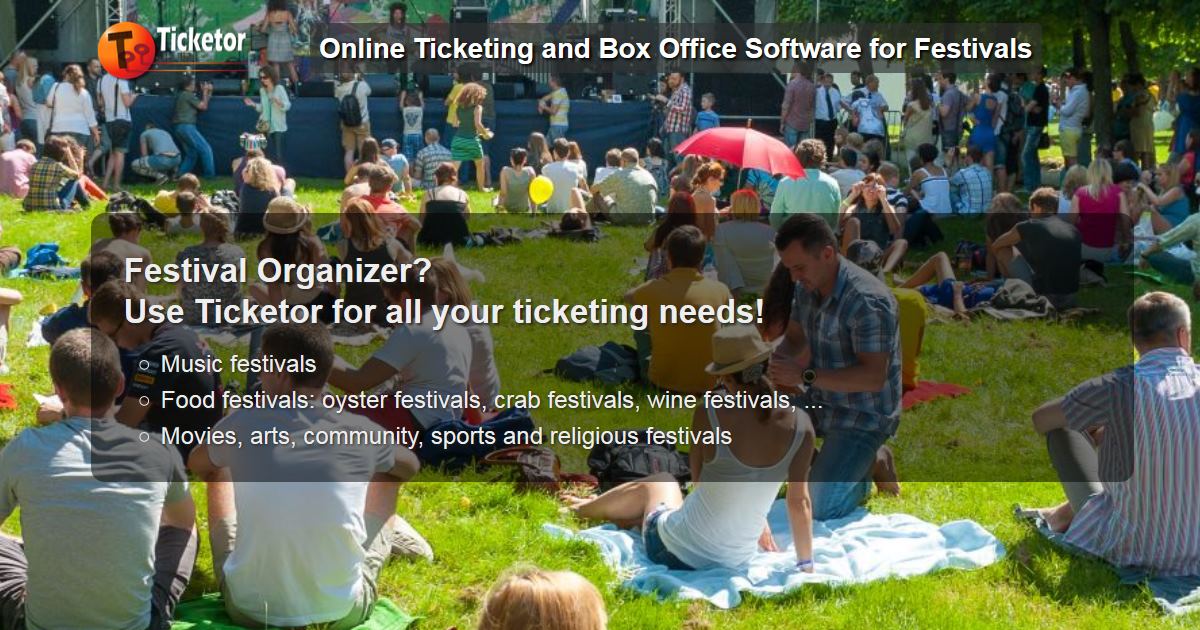 Ticketor
Online Ticketing and Box Office Software for Festivals
Festival Organizer?
Use Ticketor for all your ticketing needs!
Music festivals
Food festivals: oyster festivals, crab festivals, wine festivals, ...
Movies, arts, community, sports and religious festivals